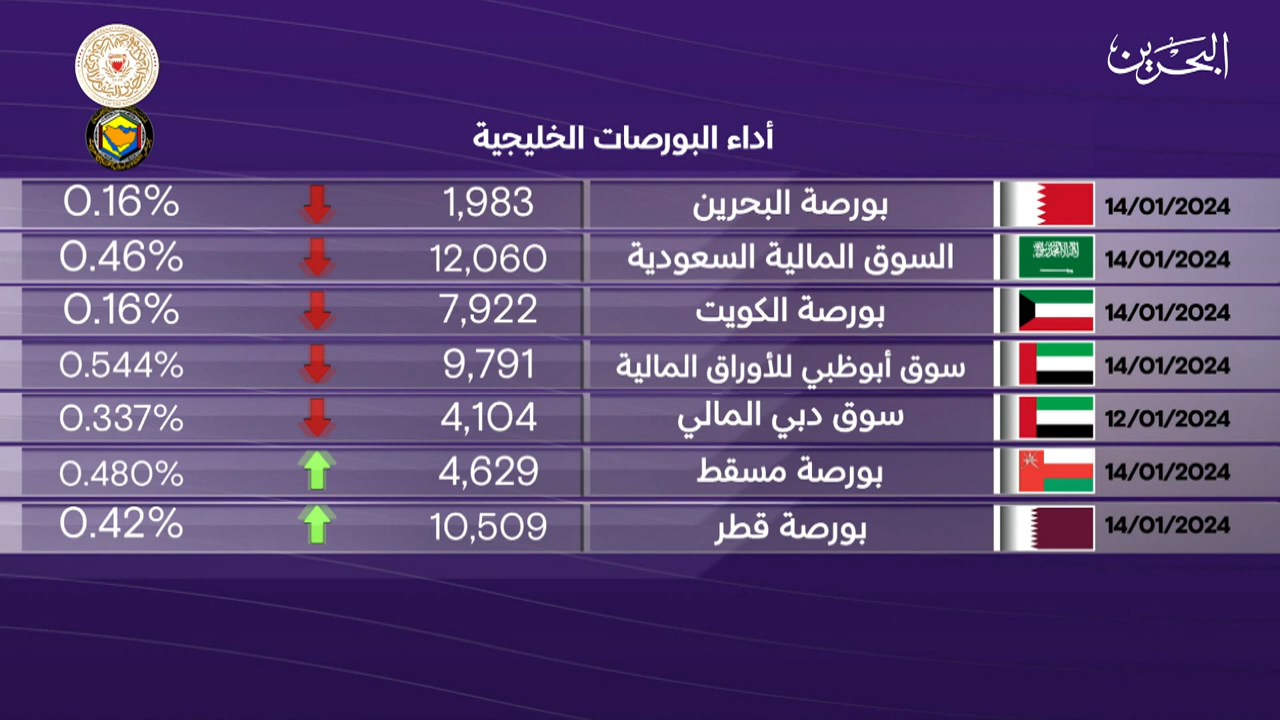 البحرين
أداء البورصات الخليجية
14/01/2024 بورصة البحرين 1,983 0.16%
14/01/2024 السوق المالية السعودية 12,060 0.46%
14/01/2024 بورصة الكويت 7,922 0.16%
14/01/2024 سوق أبوظبي للأوراق المالية 9,791 0.544%
12/01/2024 سوق دبي المالي 4,104 0.337%
14/01/2024 بورصة مسقط 4,629 0.480%
14/01/2024 بورصة قطر 10,509 0.42%